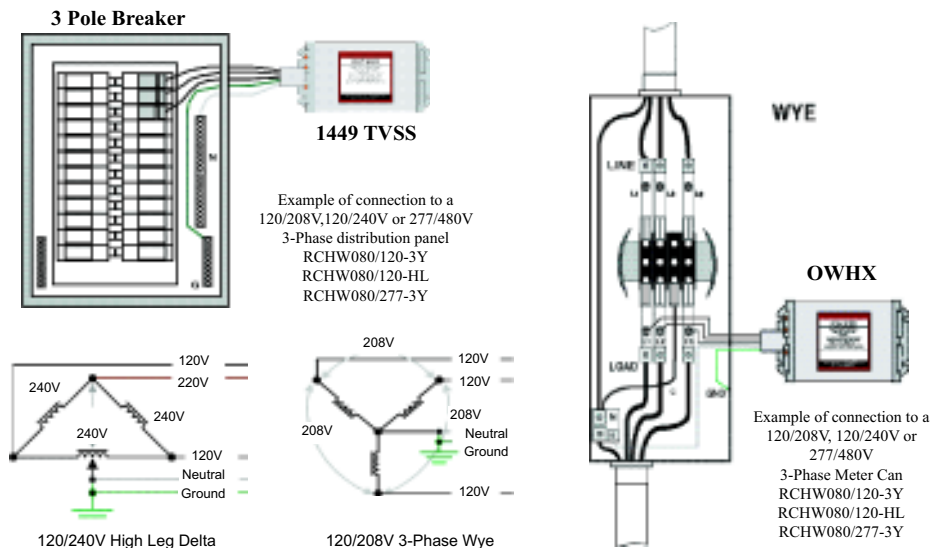 3 Pole Breaker
N
G
1449 TVSS
Example of connection to a
120/208V,120/240V or 277/480V
3-Phase distribution panel
RCHW080/120-3Y
RCHW080/120-HL
RCHW080/277-3Y
120V
220V
240V
240V
240V
120V
Neutral
Ground
120/240V High Leg Delta
208V
120V
120V
208V
208V
Neutral
Ground
120V
120/208V 3-Phase Wye
WYE
LINE
LOAD
GND
OWHX
Example of connection to a
120/208V, 120/240V or
277/480V
3-Phase Meter Can
RCHW080/120-3Y
RCHW080/120-HL
RCHW080/277-3Y